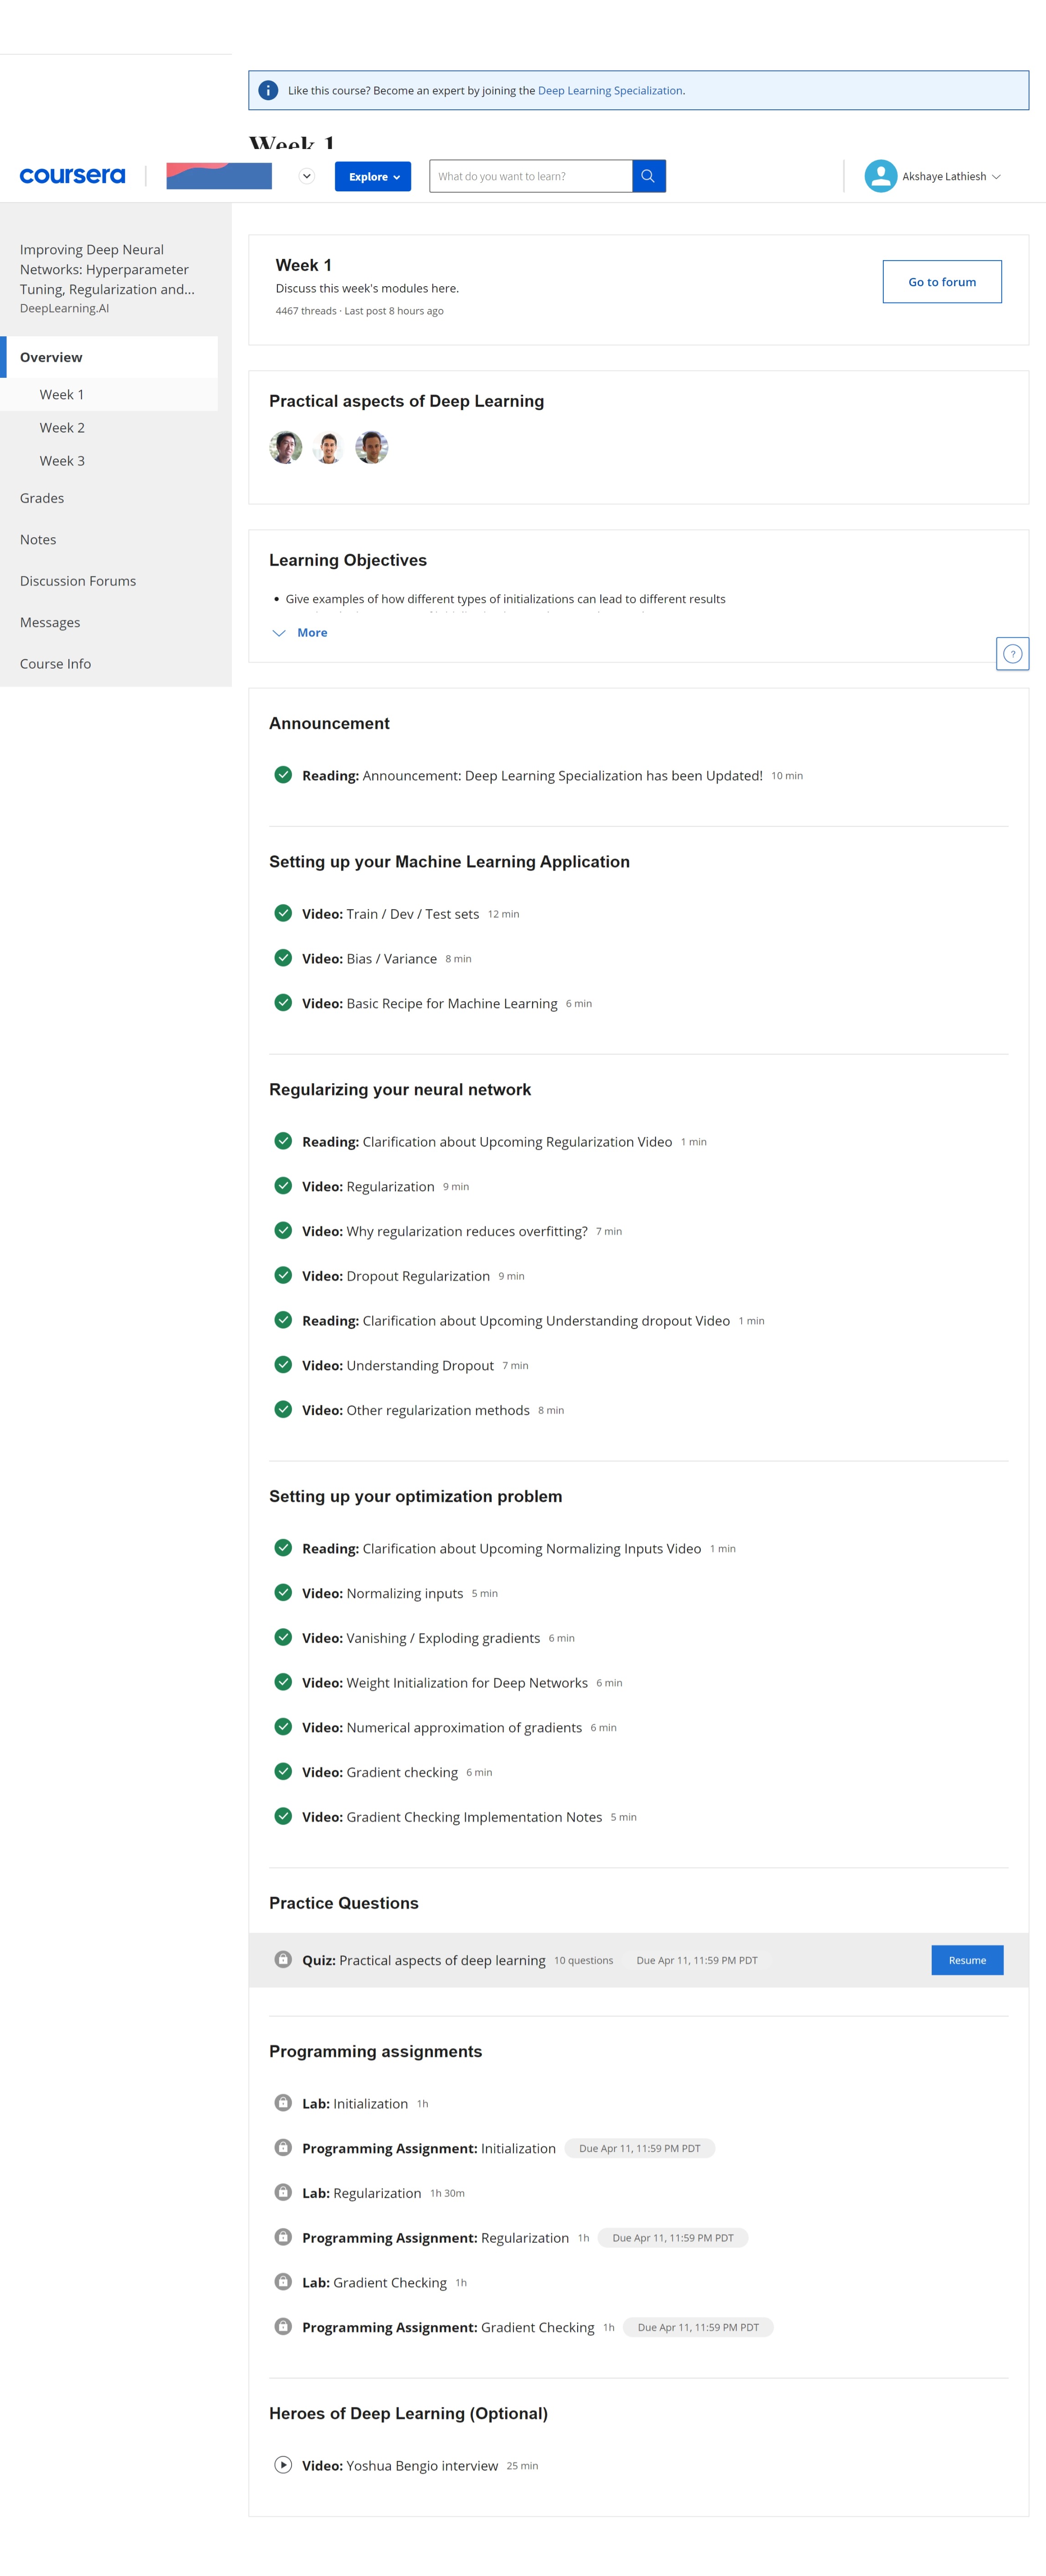 Like this course? Become an expert by joining the Deep Learning Specialization.
Week 1
coursera
Explore
What do you want to learn?
Akshaye Lathiesh
Improving Deep Neural
Networks: Hyperparameter
Tuning, Regularization and...
DeepLearning.AI
Overview
Week 1
Week 2
Week 3
Grades
Notes
Discussion Forums
Messages
Course Info
Week 1
Discuss this week's modules here.
4467 threads · Last post 8 hours ago
Go to forum
Practical aspects of Deep Learning
Learning Objectives
• Give examples of how different types of initializations can lead to different results
More
?
Announcement
Reading: Announcement: Deep Learning Specialization has been Updated! 10 min
Setting up your Machine Learning Application
Video: Train / Dev / Test sets 12 min
Video: Bias / Variance 8 min
Video: Basic Recipe for Machine Learning 6 min
Regularizing your neural network
Reading: Clarification about Upcoming Regularization Video 1 min
Video: Regularization 9 min
Video: Why regularization reduces overfitting? 7 min
Video: Dropout Regularization 9 min
Reading: Clarification about Upcoming Understanding dropout Video 1 min
Video: Understanding Dropout 7 min
Video: Other regularization methods 8 min
Setting up your optimization problem
Reading: Clarification about Upcoming Normalizing Inputs Video 1 min
Video: Normalizing inputs 5 min
Video: Vanishing / Exploding gradients 6 min
Video: Weight Initialization for Deep Networks 6 min
Video: Numerical approximation of gradients 6 min
Video: Gradient checking 6 min
Video: Gradient Checking Implementation Notes 5 min
Practice Questions
Quiz: Practical aspects of deep learning 10 questions Due Apr 11, 11:59 PM PDT
Resume
Programming assignments
Lab: Initialization 1h
Programming Assignment: Initialization Due Apr 11, 11:59 PM PDT
Lab: Regularization 1h 30m
Programming Assignment: Regularization 1h Due Apr 11, 11:59 PM PDT
Lab: Gradient Checking 1h
Programming Assignment: Gradient Checking 1h Due Apr 11, 11:59 PM PDT
Heroes of Deep Learning (Optional)
Video: Yoshua Bengio interview 25 min